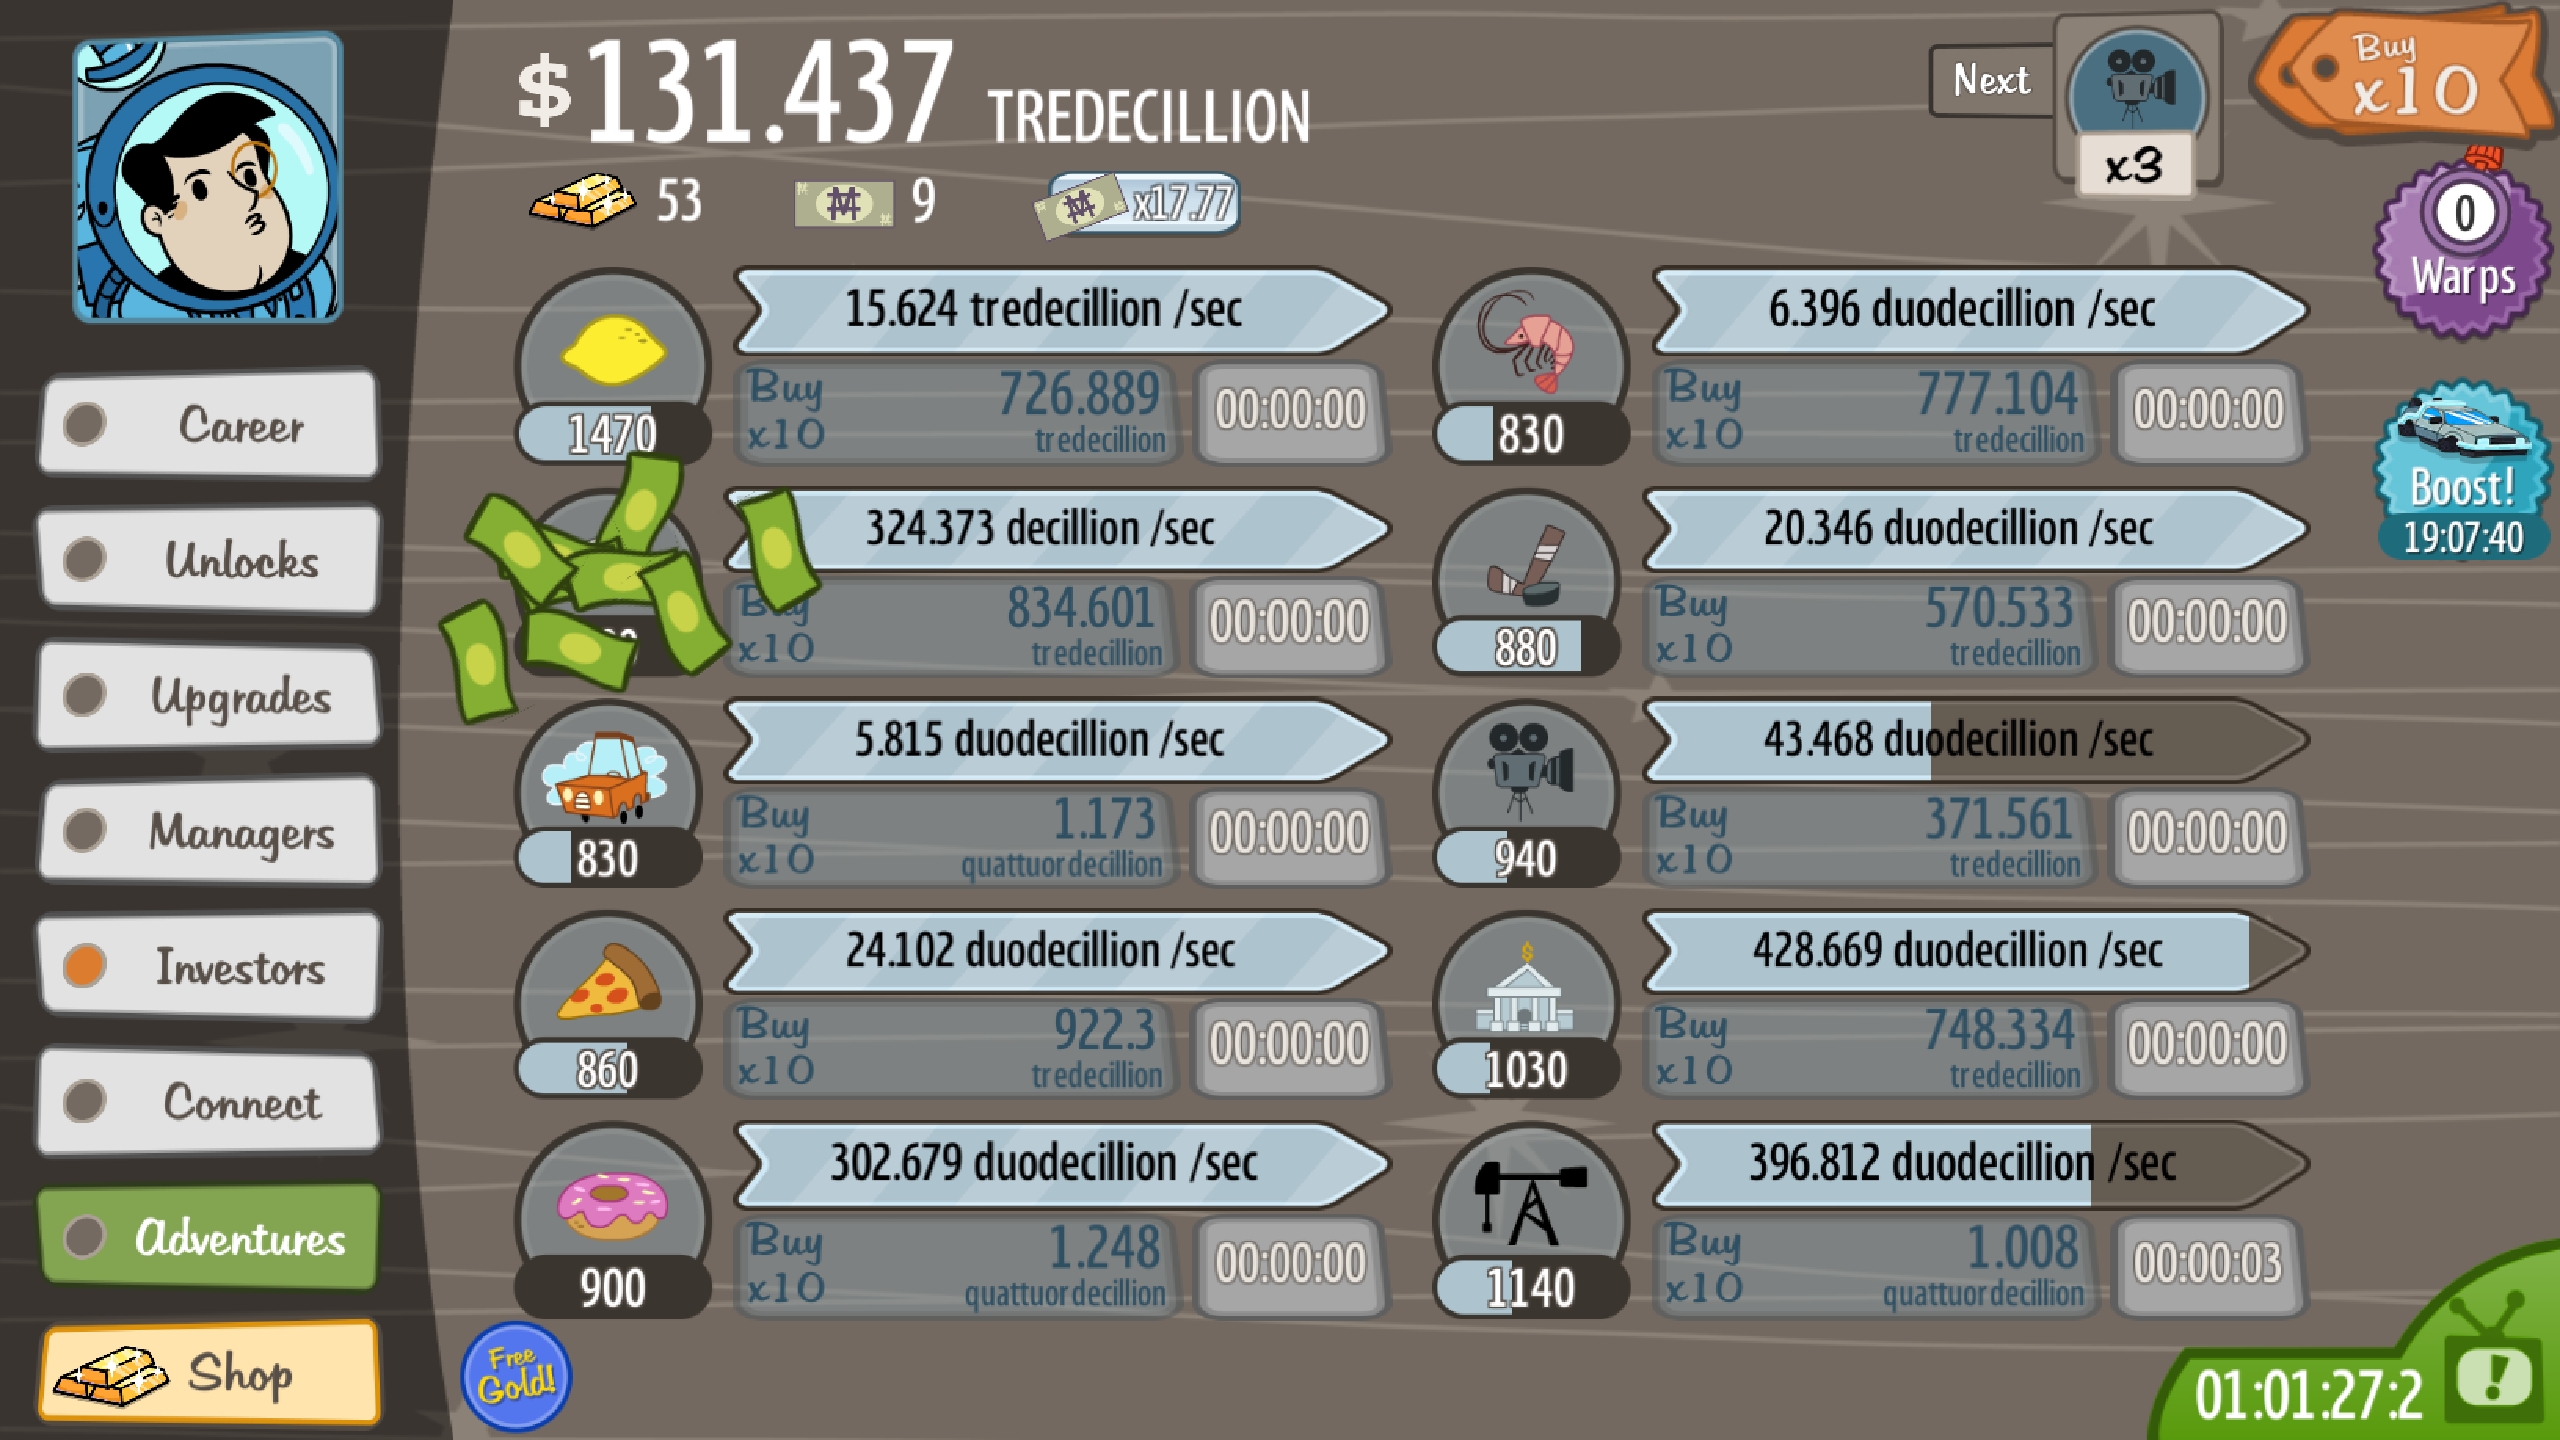 $131.437 TREDECILLION
53
9
x17.77
Next
x3
Buy
x10
0
Warps
Boost!
19:07:40
Career
Unlocks
Upgrades
Managers
Investors
Connect
Adventures
Shop
15.624 tredecillion /sec
1470
Buy
x10
726.889
tredecillion
00:00:00
6.396 duodecillion /sec
830
Buy
x10
777.104
tredecillion
00:00:00
324.373 decillion /sec
Buy
x10
834.601
tredecillion
00:00:00
20.346 duodecillion /sec
880
Buy
x10
570.533
tredecillion
00:00:00
5.815 duodecillion /sec
830
Buy
x10
1.173
quattuordecillion
00:00:00
43.468 duodecillion /sec
940
Buy
x10
371.561
tredecillion
00:00:00
24.102 duodecillion /sec
860
Buy
x10
922.3
tredecillion
00:00:00
428.669 duodecillion /sec
1030
Buy
x10
748.334
tredecillion
00:00:00
302.679 duodecillion /sec
900
Buy
x10
1.248
quattuordecillion
00:00:00
396.812 duodecillion /sec
1140
Buy
x10
1.008
quattuordecillion
00:00:03
Free
Gold!
01:01:27:2